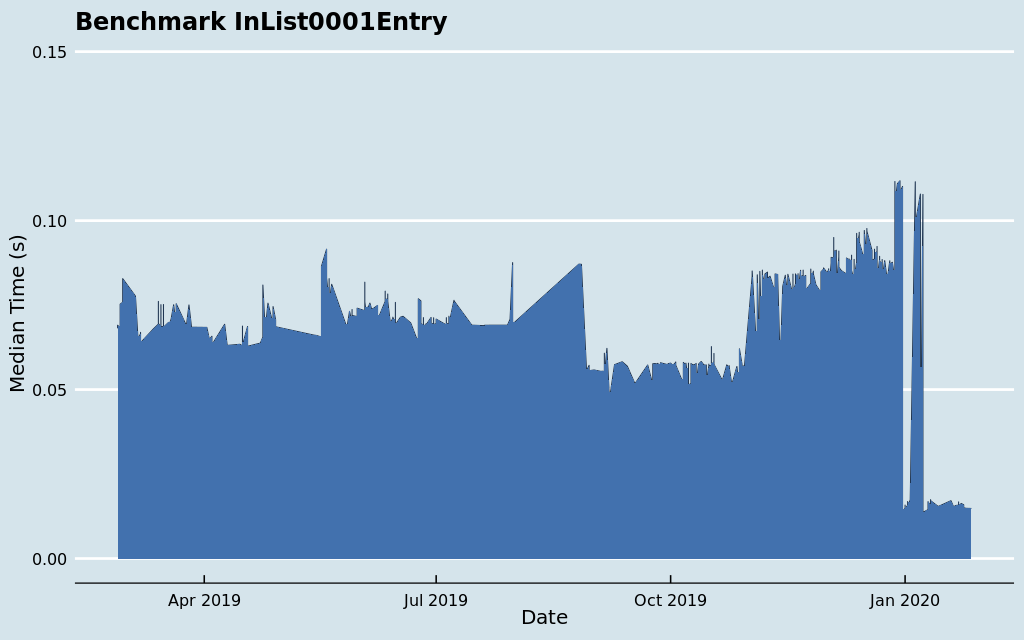 Benchmark InList0001Entry
0.15
0.10
0.05
0.00
Median Time (s)
Apr 2019
Jul 2019
Oct 2019
Jan 2020
Date